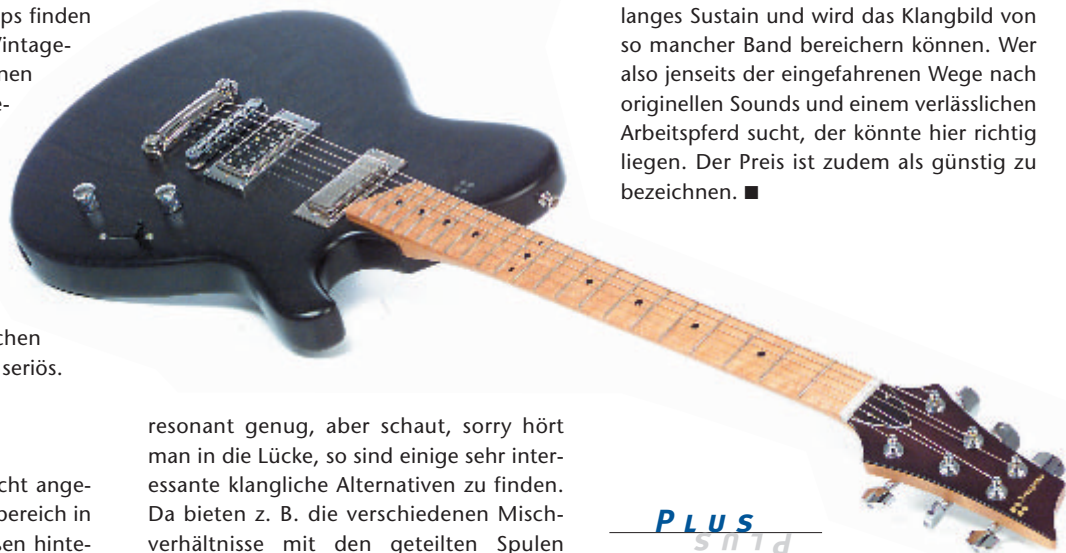 ps finden
Vintage-
nen
e-
chen
seriös.
cht ange-
bereich in
sen hinte-
resonant genug, aber schaut, sorry hört
man in die Lücke, so sind einige sehr inter-
essante klangliche Alternativen zu finden.
Da bieten z. B. die verschiedenen Misch-
verhältnisse mit den geteilten Spulen
langes Sustain und wird das Klangbild von
so mancher Band bereichern können. Wer
also jenseits der eingefahrenen Wege nach
originellen Sounds und einem verlässlichen
Arbeitspferd sucht, der könnte hier richtig
liegen. Der Preis ist zudem als günstig zu
bezeichnen. ■
PLUS